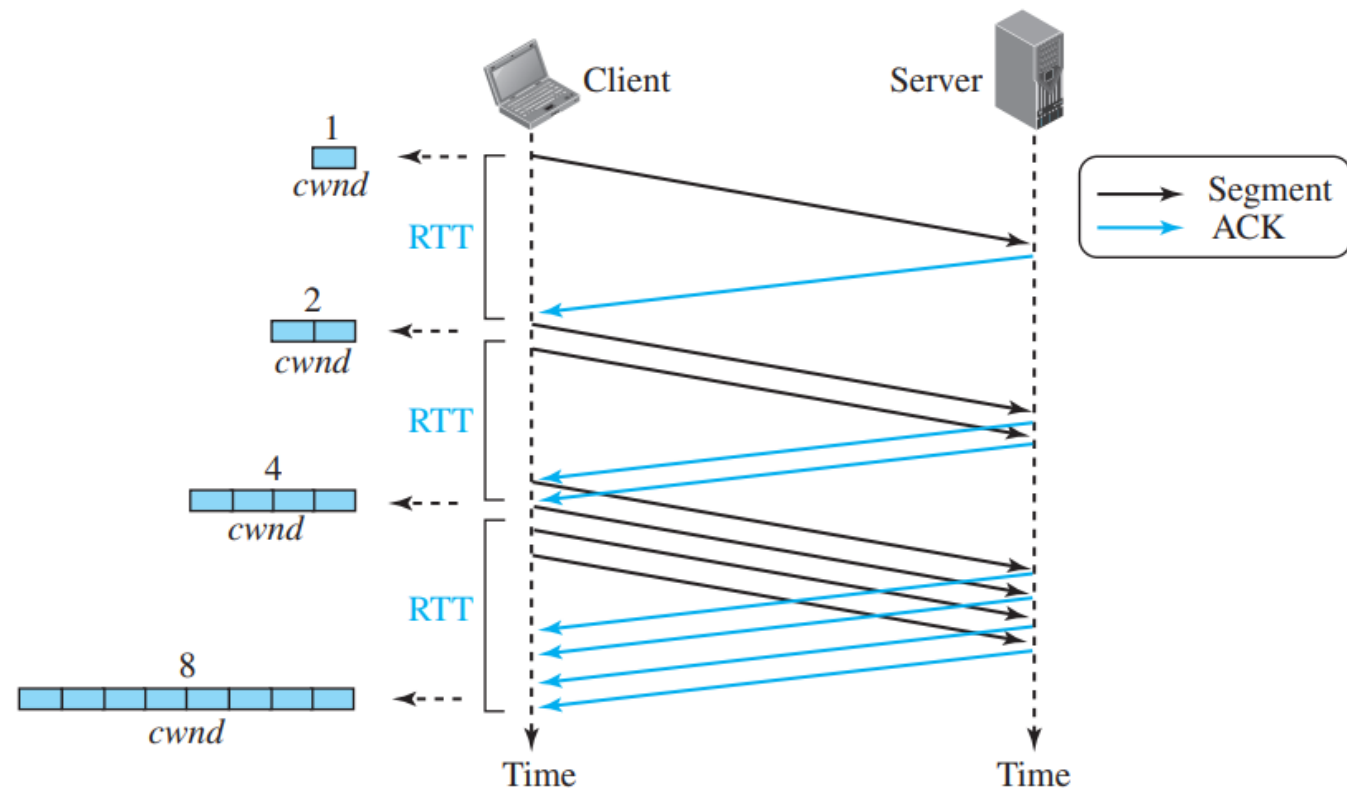 Client
Server
1
cwnd
Segment
ACK
RTT
2
cwnd
RTT
4
cwnd
RTT
8
cwnd
Time
Time